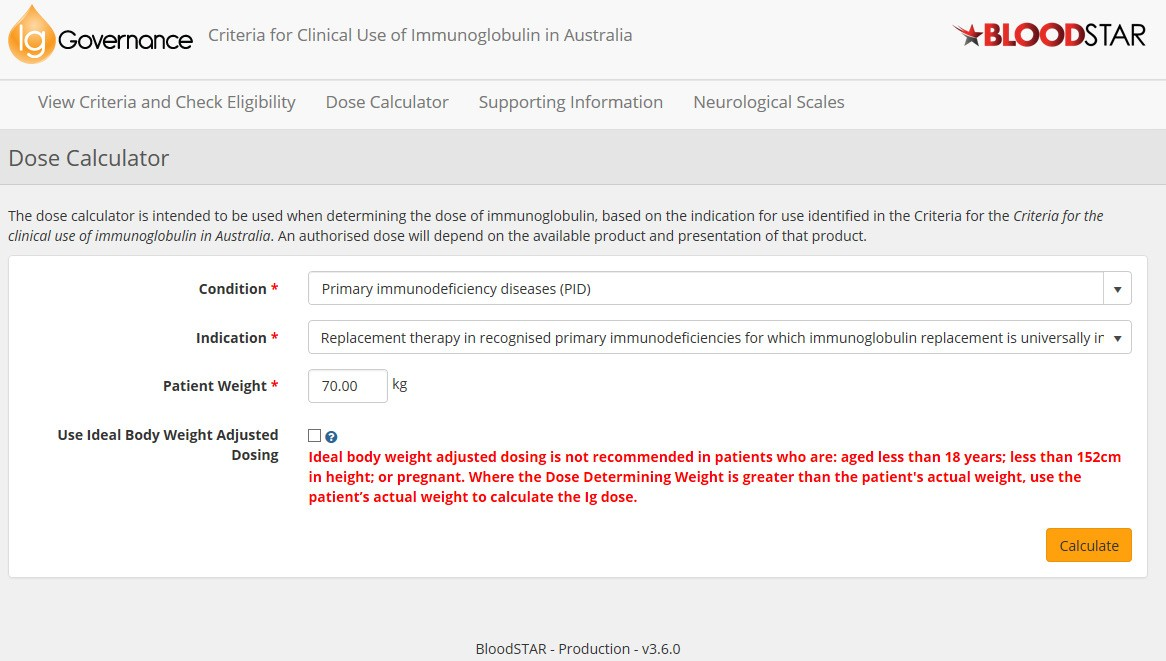 Ig Governance Criteria for Clinical Use of Immunoglobulin in Australia BLOODSTAR
View Criteria and Check Eligibility Dose Calculator Supporting Information Neurological Scales
Dose Calculator
The dose calculator is intended to be used when determining the dose of immunoglobulin, based on the indication for use identified in the Criteria for the Criteria for the
clinical use of immunoglobulin in Australia. An authorised dose will depend on the available product and presentation of that product.
Condition * Primary immunodeficiency diseases (PID)
Indication * Replacement therapy in recognised primary immunodeficiencies for which immunoglobulin replacement is universally in
Patient Weight * 70.00 kg
Use Ideal Body Weight Adjusted
Dosing
?
Ideal body weight adjusted dosing is not recommended in patients who are: aged less than 18 years; less than 152cm
in height; or pregnant. Where the Dose Determining Weight is greater than the patient's actual weight, use the
patient’s actual weight to calculate the Ig dose.
Calculate
BloodSTAR - Production - v3.6.0